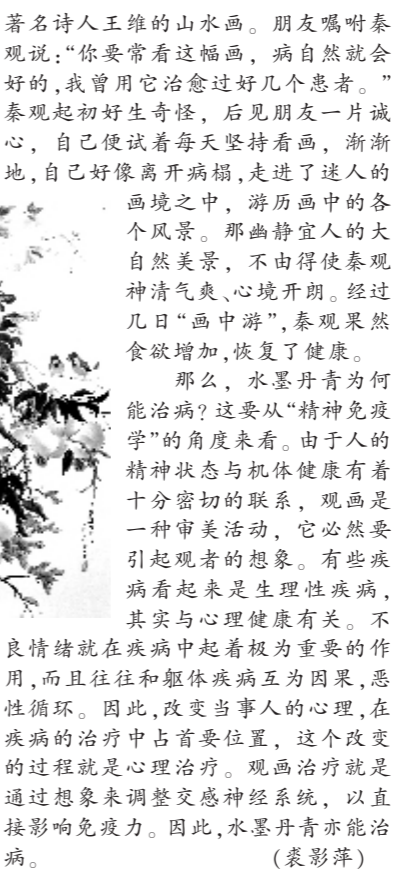 著名诗人王维的山水画。朋友嘱咐秦
观说：“你要常看这幅画，病自然就会
好的，我曾用它治愈过好几个患者。”
秦观起初好生奇怪，后见朋友一片诚
心，自己便试着每天坚持看画，渐渐
地，自己好像离开病榻，走进了迷人的
画境之中，游历画中的各
个风景。那幽静宜人的大
自然美景，不由得使秦观
神清气爽、心境开朗。经过
几日“画中游”，秦观果然
食欲增加，恢复了健康。
那么，水墨丹青为何
能治病？这要从“精神免疫
学”的角度来看。由于人的
精神状态与机体健康有着
十分密切的联系，观画是
一种审美活动，它必然要
引起观者的想象。有些疾
病看起来是生理性疾病，
其实与心理健康有关。不
良情绪就在疾病中起着极为重要的作
用，而且往往和躯体疾病互为因果，恶
性循环。因此，改变当事人的心理，在
疾病的治疗中占首要位置，这个改变
的过程就是心理治疗。观画治疗就是
通过想象来调整交感神经系统，以直
接影响免疫力。因此，水墨丹青亦能治
病。（裘影萍）